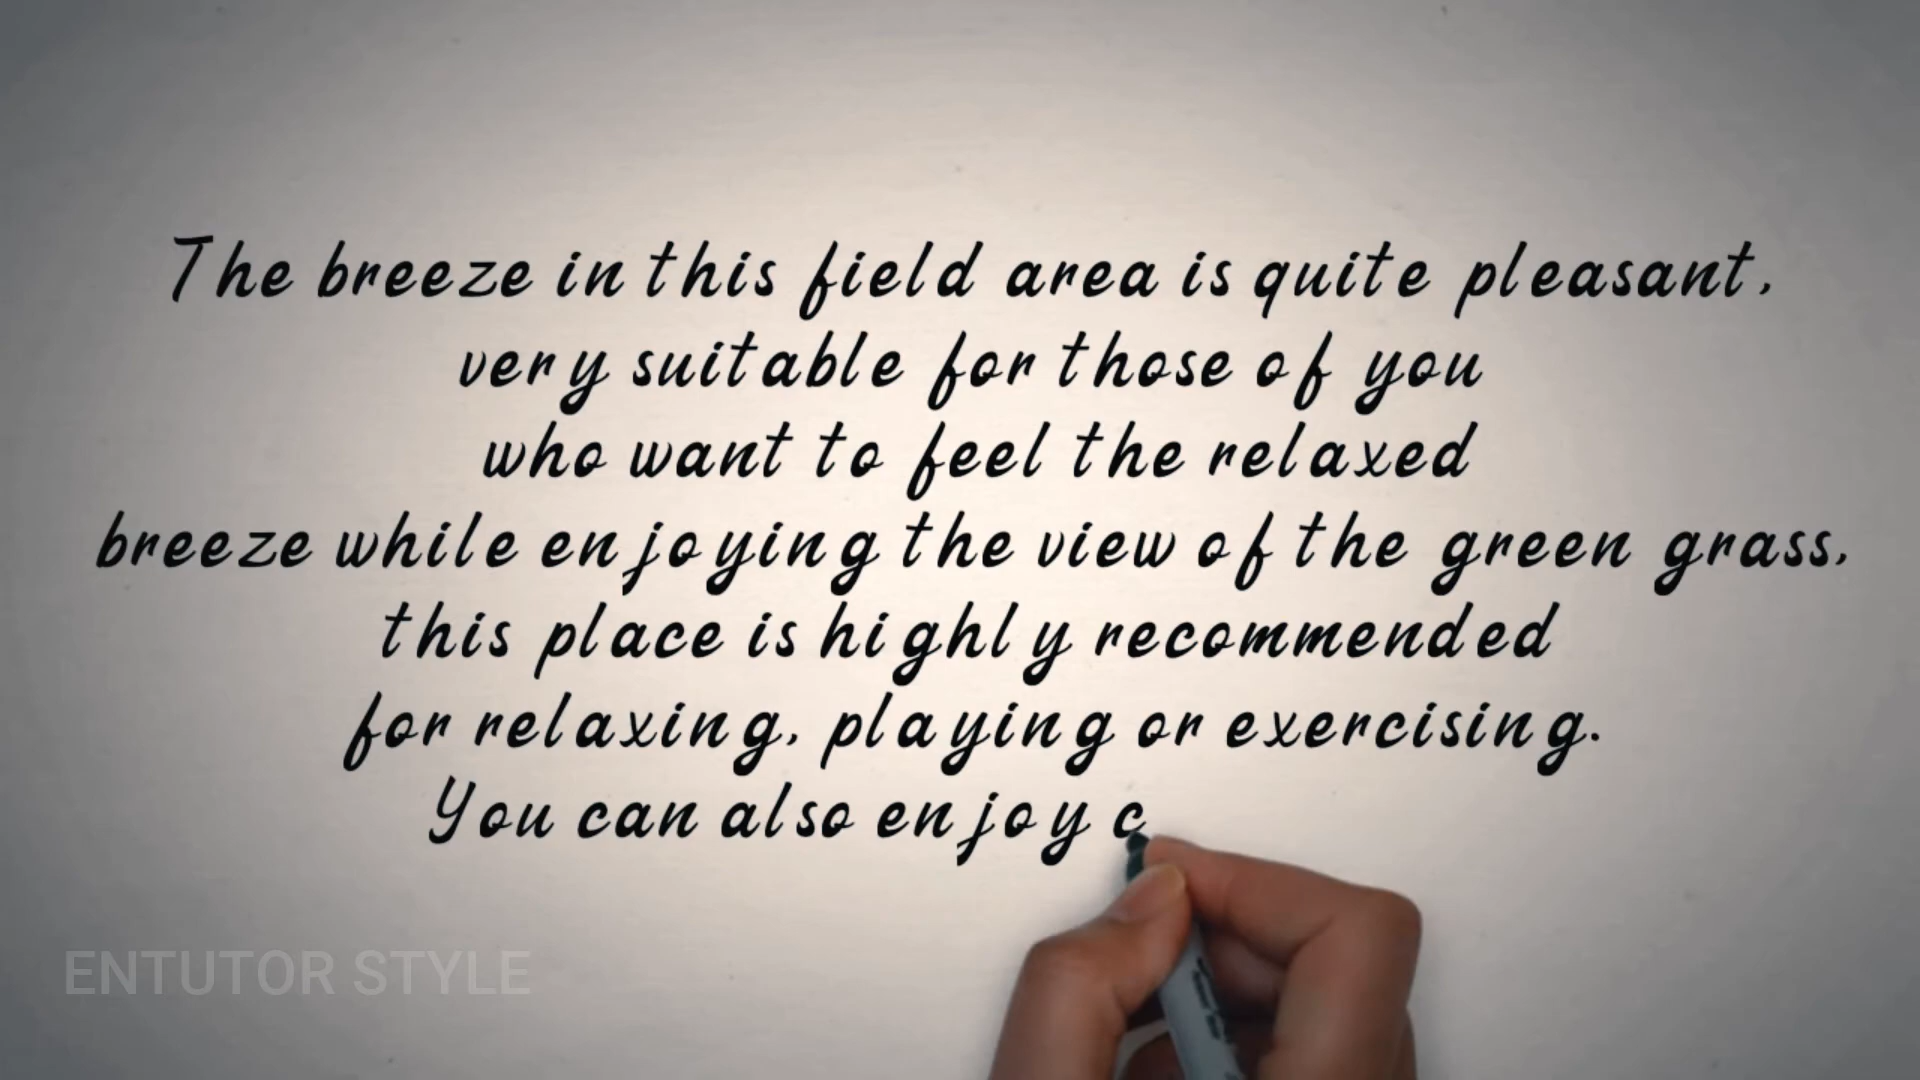 The breeze in this field area is quite pleasant,
very suitable for those of you
who want to feel the relaxed
breeze while enjoying the view of the green grass,
this place is highly recommended
for relaxing, playing or exercising.
You can also enjoy c
ENTUTOR STYLE